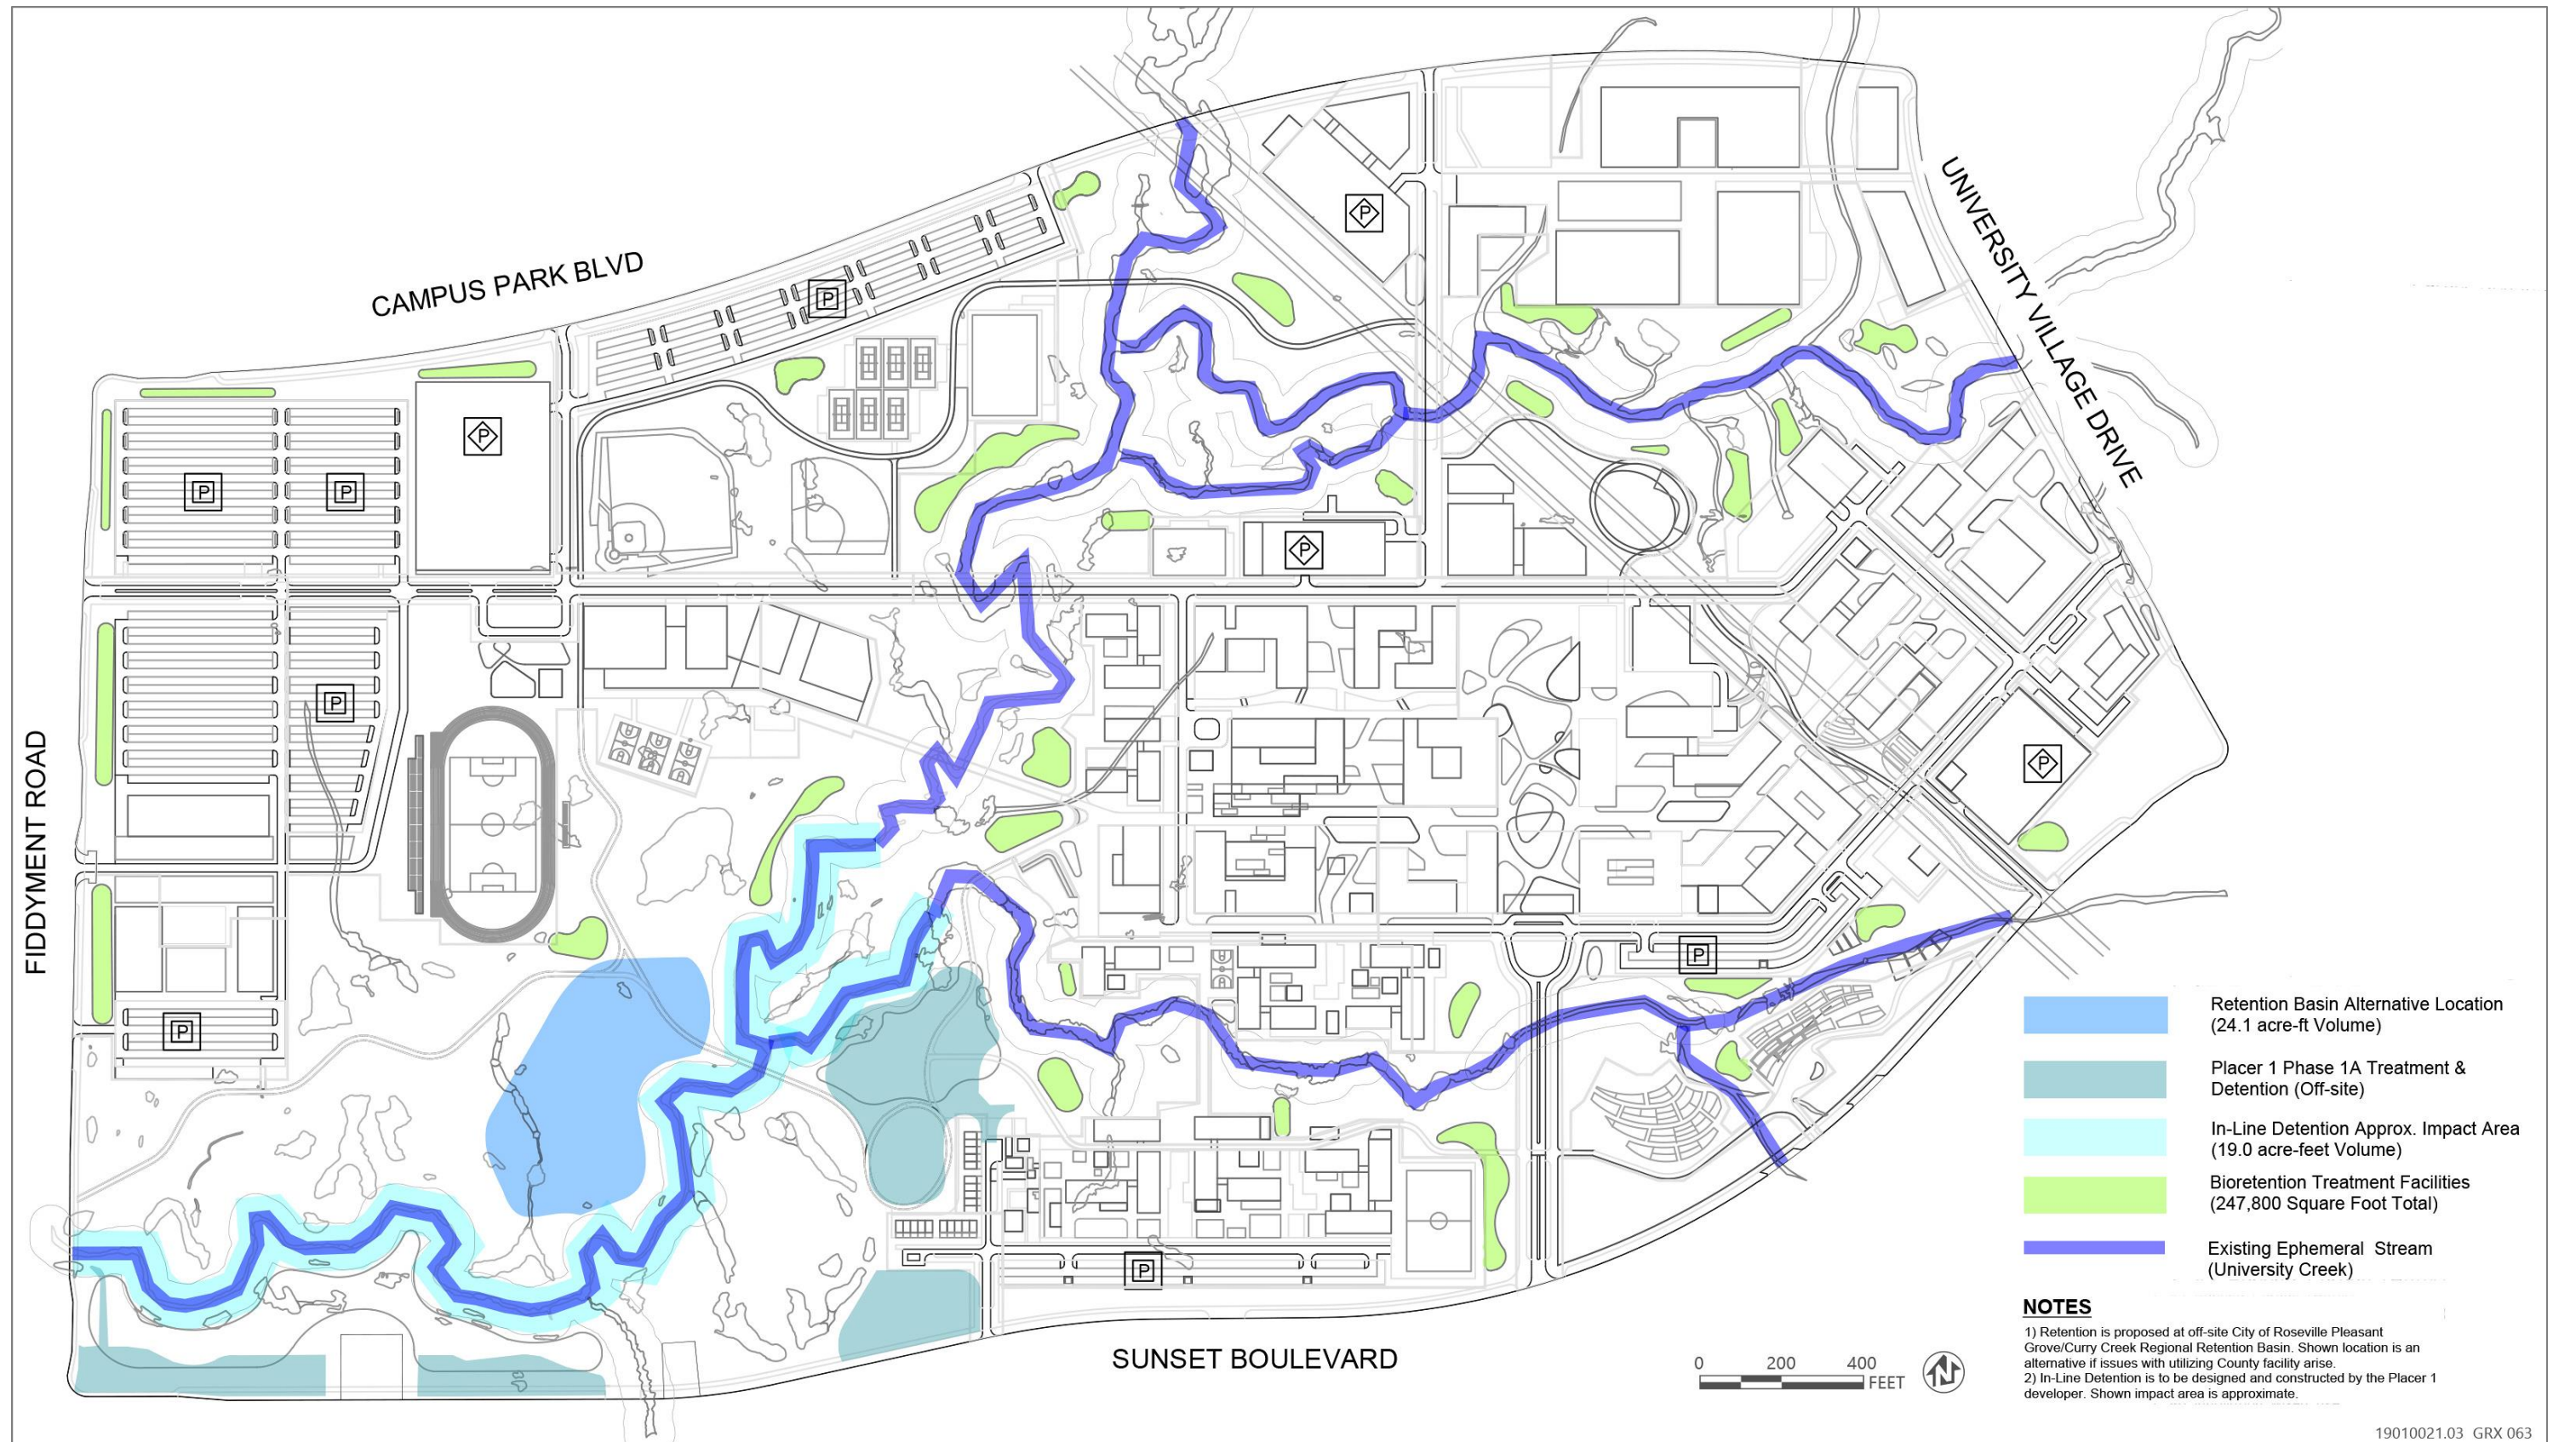 CAMPUS PARK BLVD
UNIVERSITY VILLAGE DRIVE
FIDDYMENT ROAD
SUNSET BOULEVARD
P
P
P
P
P
P
P
P
P
P
P
Retention Basin Alternative Location
(24.1 acre-ft Volume)
Placer 1 Phase 1A Treatment &
Detention (Off-site)
In-Line Detention Approx. Impact Area
(19.0 acre-feet Volume)
Bioretention Treatment Facilities
(247,800 Square Foot Total)
Existing Ephemeral Stream
(University Creek)
NOTES
1) Retention is proposed at off-site City of Roseville Pleasant
Grove/Curry Creek Regional Retention Basin. Shown location is an
alternative if issues with utilizing County facility arise.
2) In-Line Detention is to be designed and constructed by the Placer 1
developer. Shown impact area is approximate.
0 200 400
FEET
N
19010021.03 GRX 063